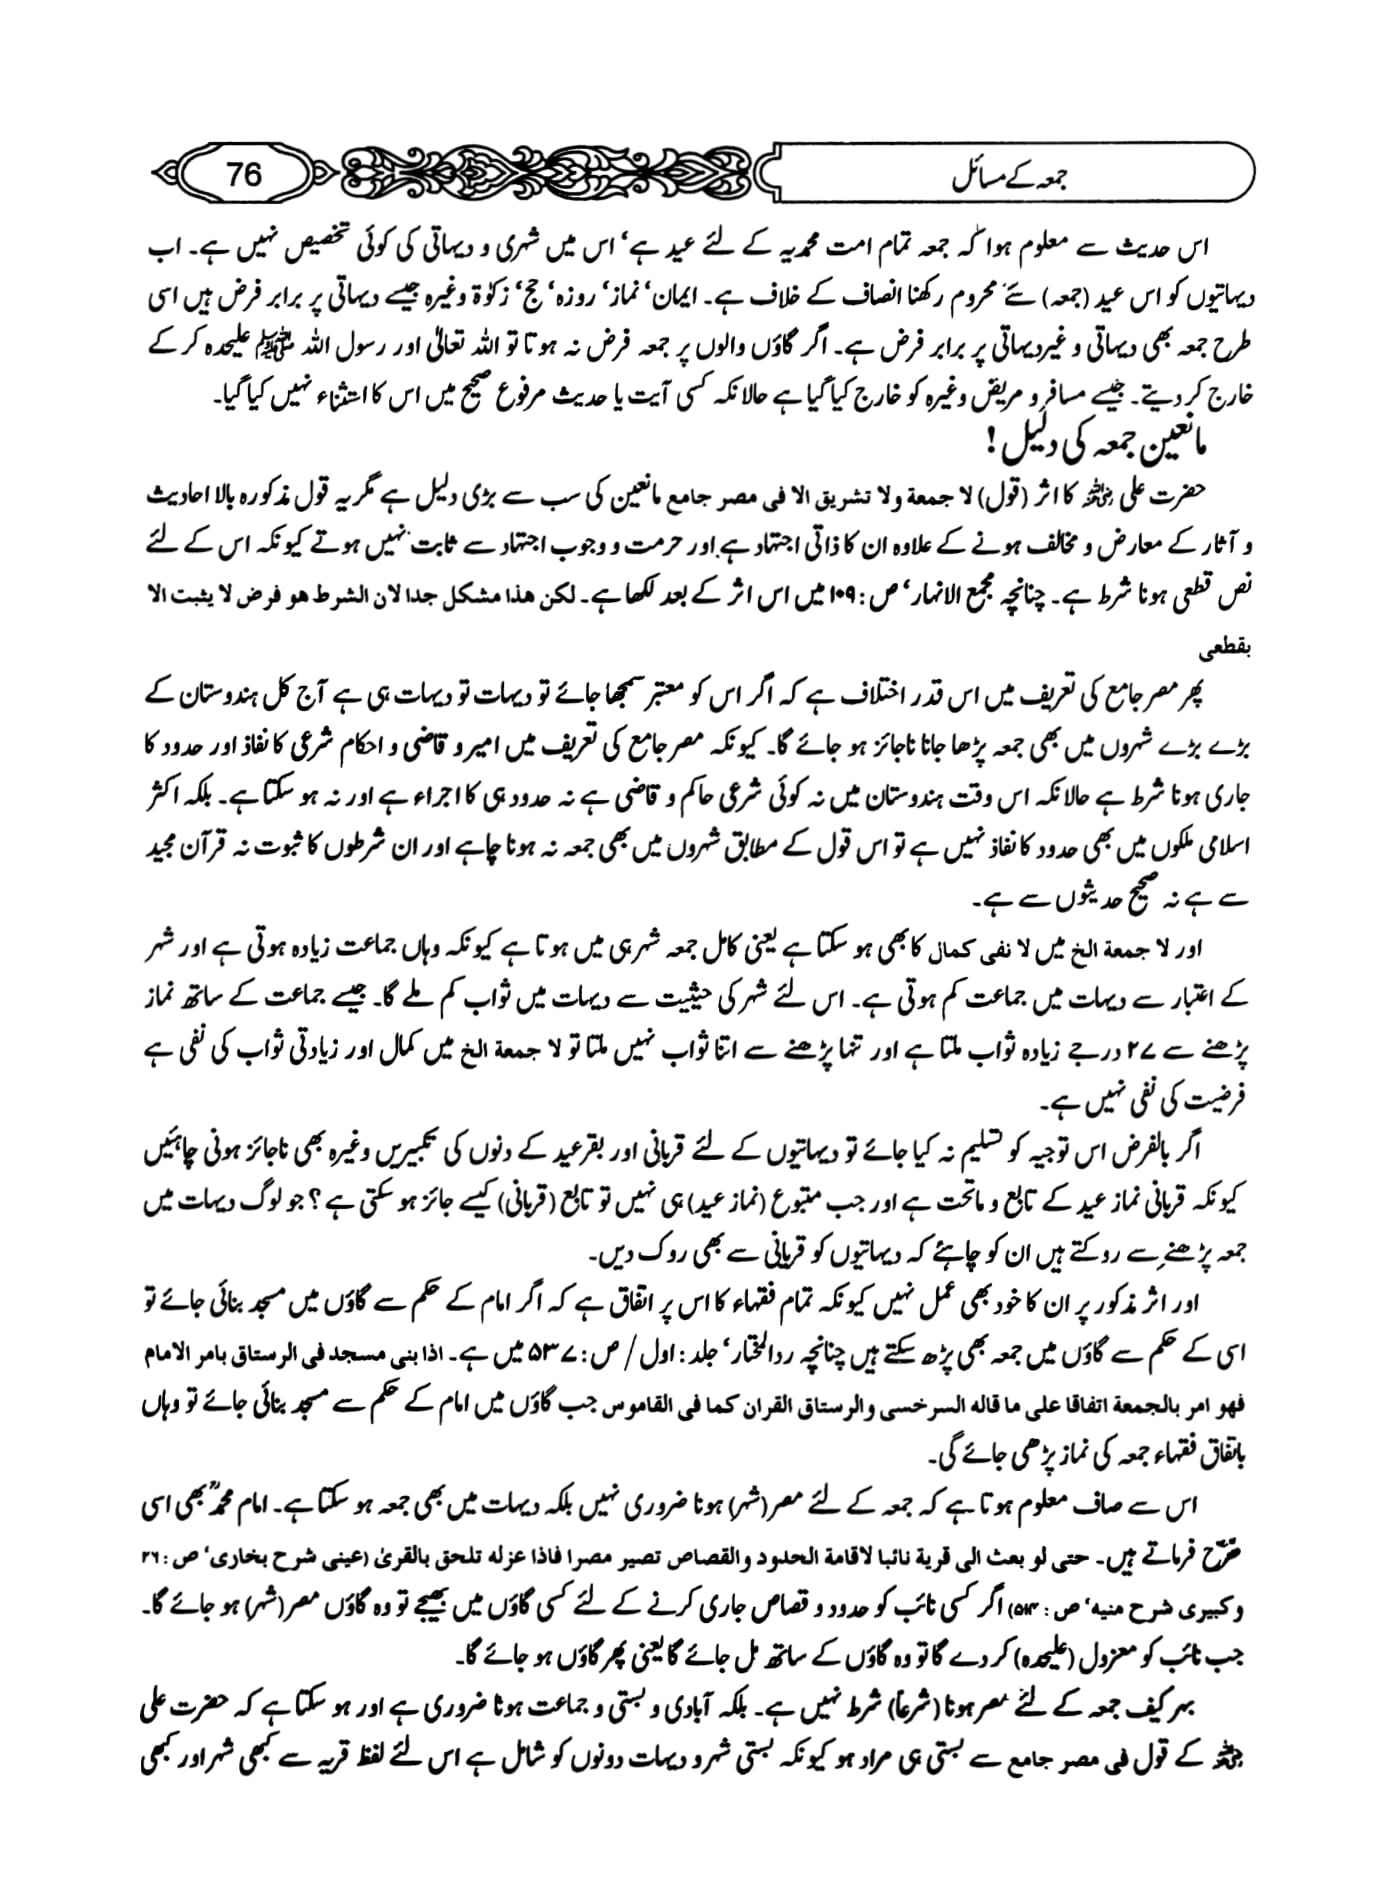 جمعہ کے مسائل
76
اس حدیث سے معلوم ہوا کہ جمعہ تمام امت محمدیہ کے لئے عید ہے‘ اس میں شہری و دیہاتی کی کوئی تخصیص نہیں ہے۔ اب
دیہاتیوں کو اس عید (جمعہ) سے محروم رکھنا انصاف کے خلاف ہے۔ ایمان‘ نماز‘ روزہ‘ حج‘ زکوٰۃ وغیرہ جیسے دیہاتی پر برابر فرض ہیں اسی
طرح جمعہ بھی دیہاتی و غیردیہاتی پر برابر فرض ہے۔ اگر گاؤں والوں پر جمعہ فرض نہ ہوتا تو اللہ تعالیٰ اور رسول اللہ ﷺ علیحدہ کر کے
خارج کر دیتے۔ جیسے مسافر و مریض وغیرہ کو خارج کیا گیا ہے حالانکہ کسی آیت یا حدیث مرفوع صحیح میں اس کا استثناء نہیں کیا گیا۔
مانعین جمعہ کی دلیل!
حضرت علی رضی اللہ عنہ کا اثر (قول) لا جمعة ولا تشريق الا فى مصر جامع مانعین کی سب سے بڑی دلیل ہے مگر یہ قول مذکورہ بالا احادیث
و آثار کے معارض و مخالف ہونے کے علاوہ ان کا ذاتی اجتہاد ہے اور حرمت و وجوب اجتہاد سے ثابت نہیں ہوتے کیونکہ اس کے لئے
نص قطعی ہونا شرط ہے۔ چنانچہ مجمع الانہار‘ ص: ۱۰۹ میں اس اثر کے بعد لکھا ہے۔ لكن هذا مشكل جدا لان الشرط هو فرض لا يثبت الا
بقطعى
پھر مصر جامع کی تعریف میں اس قدر اختلاف ہے کہ اگر اس کو معتبر سمجھا جائے تو دیہات تو دیہات ہی ہے آج کل ہندوستان کے
بڑے بڑے شہروں میں بھی جمعہ پڑھا جانا ناجائز ہو جائے گا۔ کیونکہ مصر جامع کی تعریف میں امیر و قاضی و احکام شرعی کا نفاذ اور حدود کا
جاری ہونا شرط ہے حالانکہ اس وقت ہندوستان میں نہ کوئی شرعی حاکم و قاضی ہے نہ حدود ہی کا اجراء ہے اور نہ ہو سکتا ہے۔ بلکہ اکثر
اسلامی ملکوں میں بھی حدود کا نفاذ نہیں ہے تو اس قول کے مطابق شہروں میں بھی جمعہ نہ ہونا چاہے اور ان شرطوں کا ثبوت نہ قرآن مجید
سے ہے نہ صحیح حدیثوں سے ہے۔
اور لا جمعة الخ میں لا نفی کمال کا بھی ہو سکتا ہے یعنی کامل جمعہ شہر ہی میں ہوتا ہے کیونکہ وہاں جماعت زیادہ ہوتی ہے اور شہر
کے اعتبار سے دیہات میں جماعت کم ہوتی ہے۔ اس لئے شہر کی حیثیت سے دیہات میں ثواب کم ملے گا۔ جیسے جماعت کے ساتھ نماز
پڑھنے سے ۲۷ درجے زیادہ ثواب ملتا ہے اور تنہا پڑھنے سے اتنا ثواب نہیں ملتا تو لا جمعة الخ میں کمال اور زیادتی ثواب کی نفی ہے
فرضیت کی نفی نہیں ہے۔
اگر بالفرض اس توجیہ کو تسلیم نہ کیا جائے تو دیہاتیوں کے لئے قربانی اور بقرعید کے دنوں کی تکبیریں وغیرہ بھی ناجائز ہونی چاہئیں
کیونکہ قربانی نماز عید کے تابع و ماتحت ہے اور جب متبوع (نماز عید) ہی نہیں تو تابع (قربانی) کیسے جائز ہو سکتی ہے؟ جو لوگ دیہات میں
جمعہ پڑھنے سے روکتے ہیں ان کو چاہئے کہ دیہاتیوں کو قربانی سے بھی روک دیں۔
اور اثر مذکور پر ان کا خود بھی عمل نہیں کیونکہ تمام فقہاء کا اس پر اتفاق ہے کہ اگر امام کے حکم سے گاؤں میں مسجد بنائی جائے تو
اسی کے حکم سے گاؤں میں جمعہ بھی پڑھ سکتے ہیں چنانچہ ردالمختار‘ جلد: اول / ص: ۵۳۷ میں ہے۔ اذا بنى مسجد فى الرستاق بامر الامام
فهو امر بالجمعة اتفاقا على ما قاله السرخسى والرستاق القران كما فى القاموس جب گاؤں میں امام کے حکم سے مسجد بنائی جائے تو وہاں
باتفاق فقہاء جمعہ کی نماز پڑھی جائے گی۔
اس سے صاف معلوم ہوتا ہے کہ جمعہ کے لئے مصر (شہر) ہونا ضروری نہیں بلکہ دیہات میں بھی جمعہ ہو سکتا ہے۔ امام محمدؒ بھی اسی
طرح فرماتے ہیں۔ حتى لو بعث الى قرية نائبا لاقامة الحدود والقصاص تصير مصرا فاذا عزله تلحق بالقرىٰ (عینی شرح بخاری‘ ص: ۲۶
و کبیری شرح منیہ‘ ص: ۵۱۳) اگر کسی نائب کو حدود و قصاص جاری کرنے کے لئے کسی گاؤں میں بھیجے تو وہ گاؤں مصر (شہر) ہو جائے گا۔
جب نائب کو معزول (علیحدہ) کر دے گا تو وہ گاؤں کے ساتھ مل جائے گا یعنی پھر گاؤں ہو جائے گا۔
بہر کیف جمعہ کے لئے مصر ہونا (شرعاً) شرط نہیں ہے۔ بلکہ آبادی و بستی و جماعت ہونا ضروری ہے اور ہو سکتا ہے کہ حضرت علی
رضی اللہ عنہ کے قول فى مصر جامع سے بستی ہی مراد ہو کیونکہ بستی شہر و دیہات دونوں کو شامل ہے اس لئے لفظ قریہ سے کبھی شہر اور کبھی